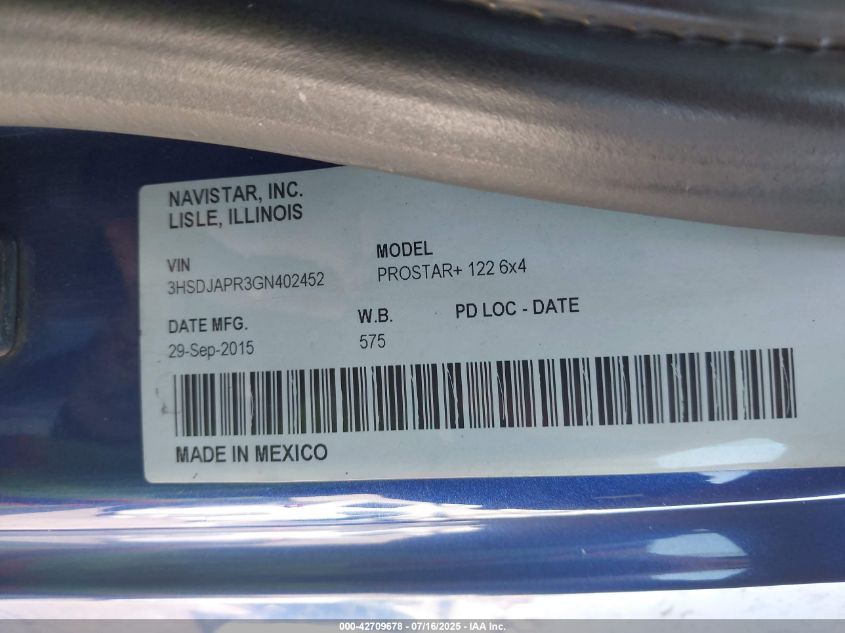 NAVISTAR, INC.
LISLE, ILLINOIS
VIN
3HSDJAPR3GN402452
MODEL
PROSTAR+ 122 6x4
DATE MFG.
29-Sep-2015
W.B.
575
PD LOC - DATE
MADE IN MEXICO
000-42709678 - 07/16/2025 - IAA Inc.